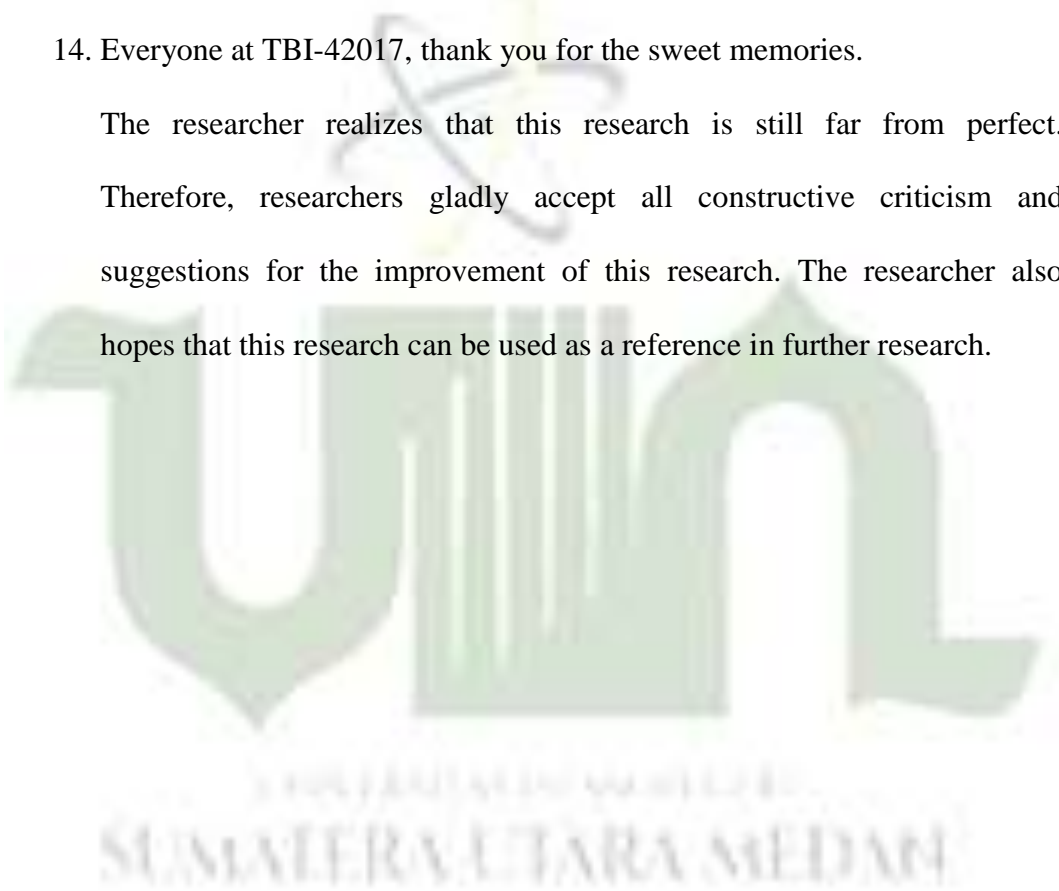 14. Everyone at TBI-42017, thank you for the sweet memories.
The researcher realizes that this research is still far from perfect.
Therefore, researchers gladly accept all constructive criticism and
suggestions for the improvement of this research. The researcher also
hopes that this research can be used as a reference in further research.
SUMATERA UTARA MEDAN